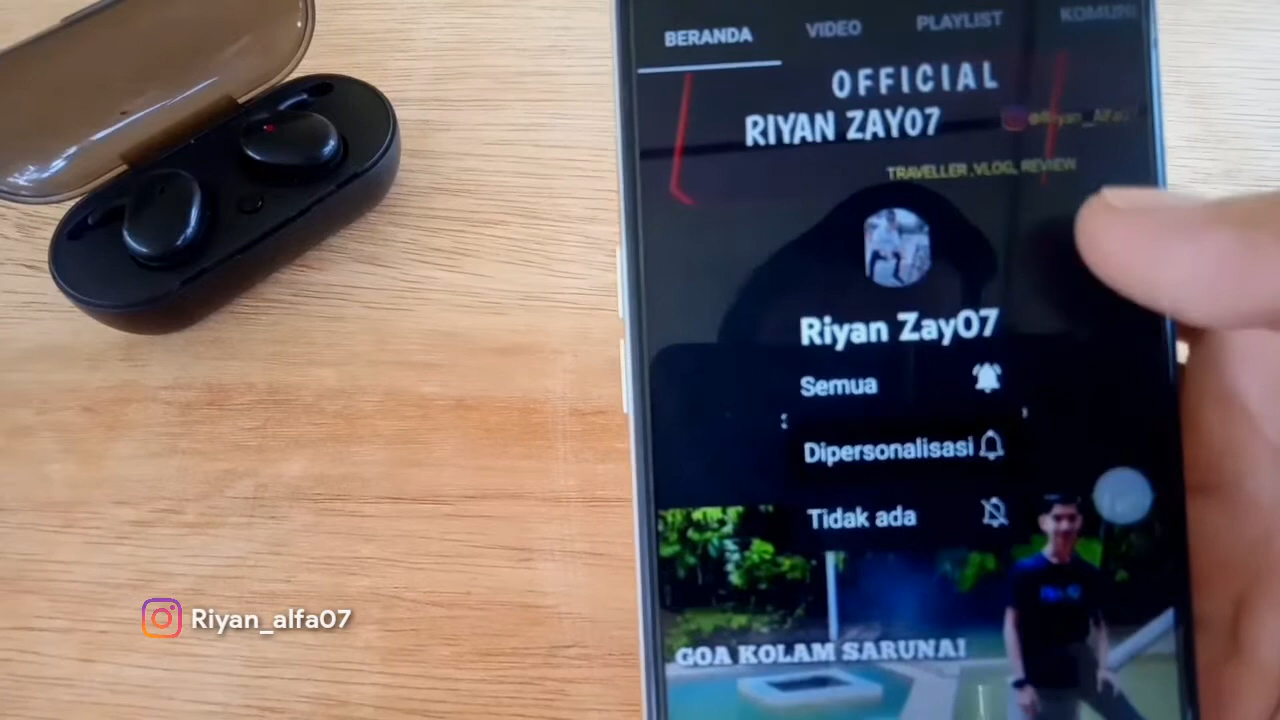 BERANDA VIDEO PLAYLIST KOMUNI
OFFICIAL
RIYAN ZAY07
TRAVELLER ,VLOG, REVIEW
Riyan Zay07
Semua
Dipersonalisasi
Tidak ada
GOA KOLAM SARUNAI
Riyan_alfa07